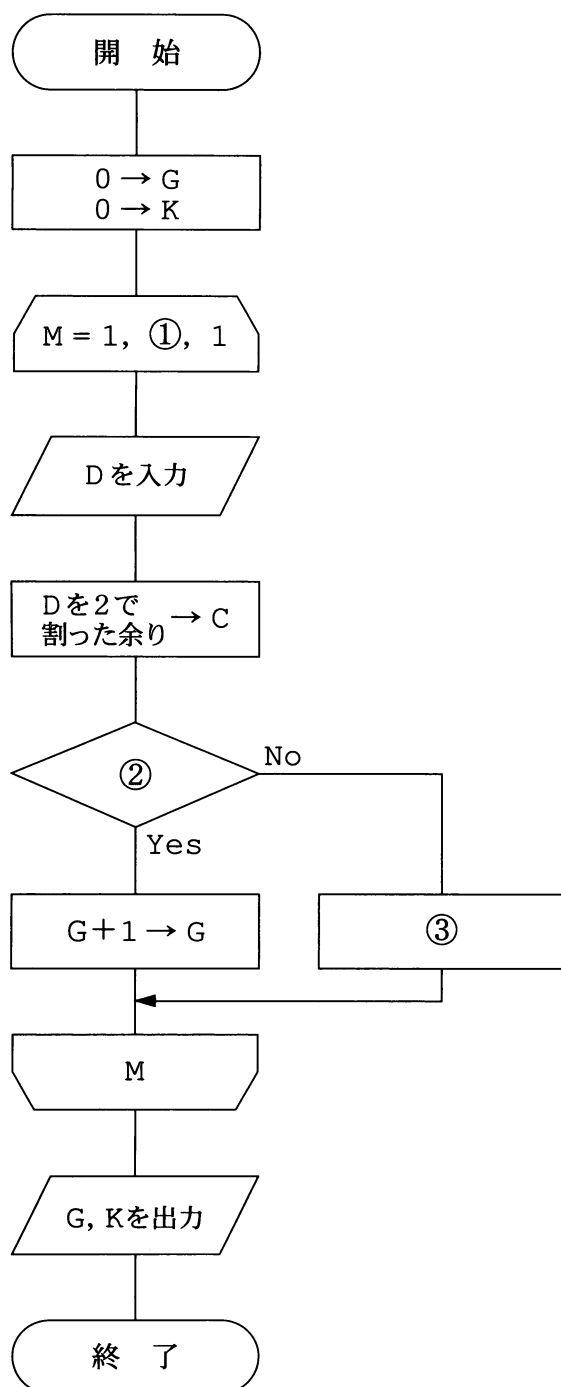 開 始
0 → G
0 → K
M = 1, ①, 1
Dを入力
Dを2で
割った余り → C
②
No
Yes
G+1 → G
③
M
G, Kを出力
終 了